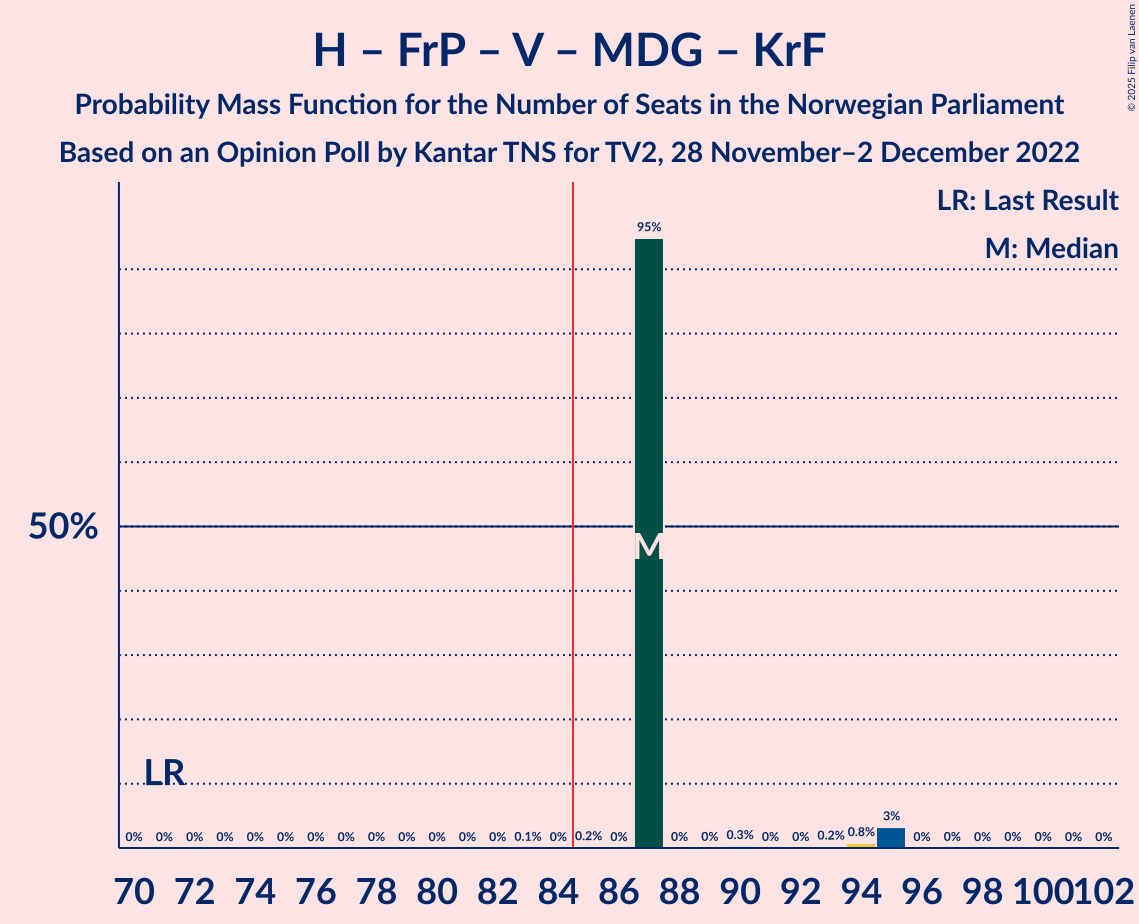 H – FrP – V – MDG – KrF
Probability Mass Function for the Number of Seats in the Norwegian Parliament
Based on an Opinion Poll by Kantar TNS for TV2, 28 November–2 December 2022
© 2025 Filip van Laenen
LR: Last Result
M: Median
95%
50%
M
LR
3%
0% 0% 0% 0% 0% 0% 0% 0% 0% 0% 0% 0% 0% 0.1% 0% 0.2% 0% 0% 0% 0.3% 0% 0% 0.2% 0.8% 0% 0% 0% 0% 0% 0% 0%
70 72 74 76 78 80 82 84 86 88 90 92 94 96 98 100 102